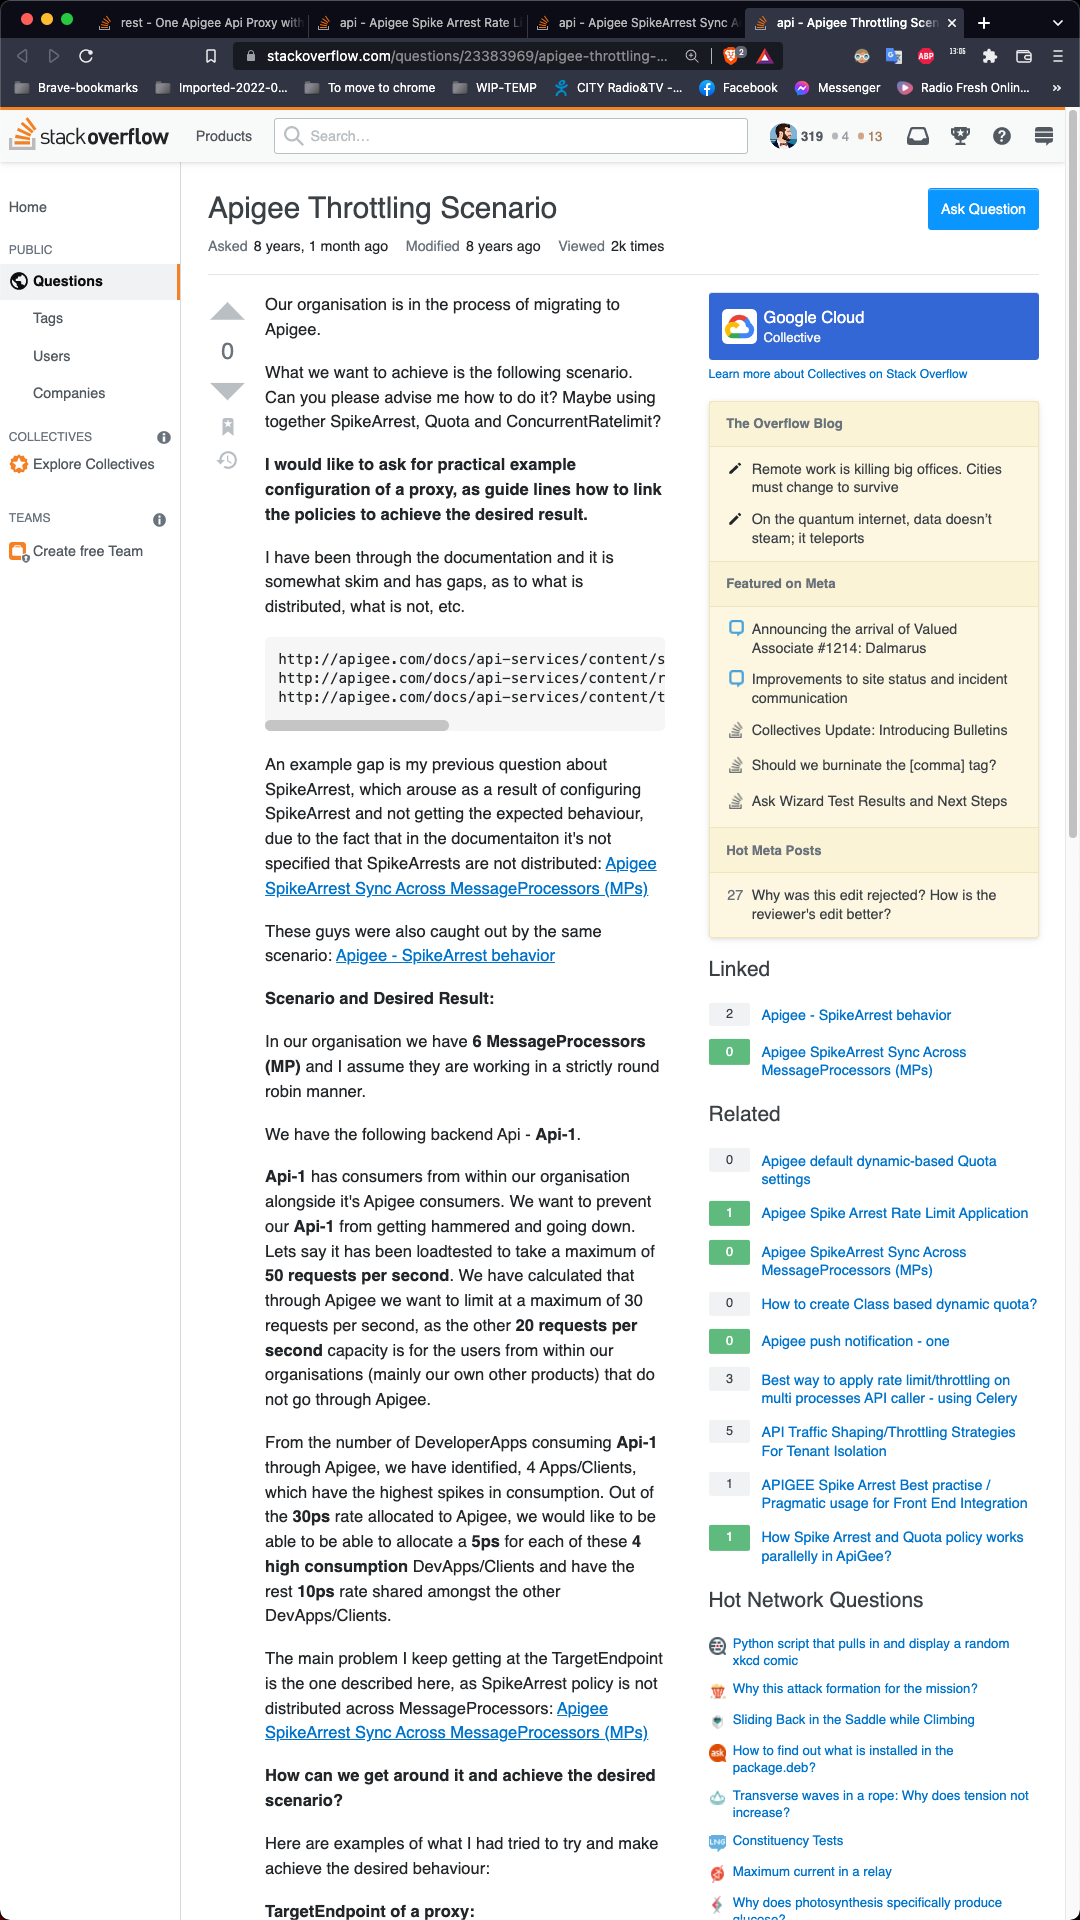 rest - One Apigee Api Proxy with
api - Apigee Spike Arrest Rate Li
api - Apigee SpikeArrest Sync A
api - Apigee Throttling Scen
stackoverflow.com/questions/23383969/apigee-throttling-...
2
ABP
13:05
Brave-bookmarks
Imported-2022-0...
To move to chrome
WIP-TEMP
CITY Radio&TV -...
Facebook
Messenger
Radio Fresh Onlin...
»
stackoverflow
Products
Search...
319
4
13
Home
PUBLIC
Questions
Tags
Users
Companies
COLLECTIVES
Explore Collectives
TEAMS
Create free Team
Apigee Throttling Scenario
Ask Question
Asked 8 years, 1 month ago Modified 8 years ago Viewed 2k times
0
Our organisation is in the process of migrating to
Apigee.
What we want to achieve is the following scenario.
Can you please advise me how to do it? Maybe using
together SpikeArrest, Quota and ConcurrentRatelimit?
I would like to ask for practical example
configuration of a proxy, as guide lines how to link
the policies to achieve the desired result.
I have been through the documentation and it is
somewhat skim and has gaps, as to what is
distributed, what is not, etc.
http://apigee.com/docs/api-services/content/s
http://apigee.com/docs/api-services/content/r
http://apigee.com/docs/api-services/content/t
An example gap is my previous question about
SpikeArrest, which arouse as a result of configuring
SpikeArrest and not getting the expected behaviour,
due to the fact that in the documentaiton it's not
specified that SpikeArrests are not distributed: Apigee
SpikeArrest Sync Across MessageProcessors (MPs)
These guys were also caught out by the same
scenario: Apigee - SpikeArrest behavior
Scenario and Desired Result:
In our organisation we have 6 MessageProcessors
(MP) and I assume they are working in a strictly round
robin manner.
We have the following backend Api - Api-1.
Api-1 has consumers from within our organisation
alongside it's Apigee consumers. We want to prevent
our Api-1 from getting hammered and going down.
Lets say it has been loadtested to take a maximum of
50 requests per second. We have calculated that
through Apigee we want to limit at a maximum of 30
requests per second, as the other 20 requests per
second capacity is for the users from within our
organisations (mainly our own other products) that do
not go through Apigee.
From the number of DeveloperApps consuming Api-1
through Apigee, we have identified, 4 Apps/Clients,
which have the highest spikes in consumption. Out of
the 30ps rate allocated to Apigee, we would like to be
able to be able to allocate a 5ps for each of these 4
high consumption DevApps/Clients and have the
rest 10ps rate shared amongst the other
DevApps/Clients.
The main problem I keep getting at the TargetEndpoint
is the one described here, as SpikeArrest policy is not
distributed across MessageProcessors: Apigee
SpikeArrest Sync Across MessageProcessors (MPs)
How can we get around it and achieve the desired
scenario?
Here are examples of what I had tried to try and make
achieve the desired behaviour:
TargetEndpoint of a proxy:
Google Cloud
Collective
Learn more about Collectives on Stack Overflow
The Overflow Blog
Remote work is killing big offices. Cities
must change to survive
On the quantum internet, data doesn't
steam; it teleports
Featured on Meta
Announcing the arrival of Valued
Associate #1214: Dalmarus
Improvements to site status and incident
communication
Collectives Update: Introducing Bulletins
Should we burninate the [comma] tag?
Ask Wizard Test Results and Next Steps
Hot Meta Posts
27 Why was this edit rejected? How is the
reviewer's edit better?
Linked
2 Apigee - SpikeArrest behavior
0 Apigee SpikeArrest Sync Across
MessageProcessors (MPs)
Related
0 Apigee default dynamic-based Quota
settings
1 Apigee Spike Arrest Rate Limit Application
0 Apigee SpikeArrest Sync Across
MessageProcessors (MPs)
0 How to create Class based dynamic quota?
0 Apigee push notification - one
3 Best way to apply rate limit/throttling on
multi processes API caller - using Celery
5 API Traffic Shaping/Throttling Strategies
For Tenant Isolation
1 APIGEE Spike Arrest Best practise /
Pragmatic usage for Front End Integration
1 How Spike Arrest and Quota policy works
parallelly in ApiGee?
Hot Network Questions
Python script that pulls in and display a random
xkcd comic
Why this attack formation for the mission?
Sliding Back in the Saddle while Climbing
ask How to find out what is installed in the
package.deb?
Transverse waves in a rope: Why does tension not
increase?
LNG Constituency Tests
Maximum current in a relay
Why does photosynthesis specifically produce
glucose?